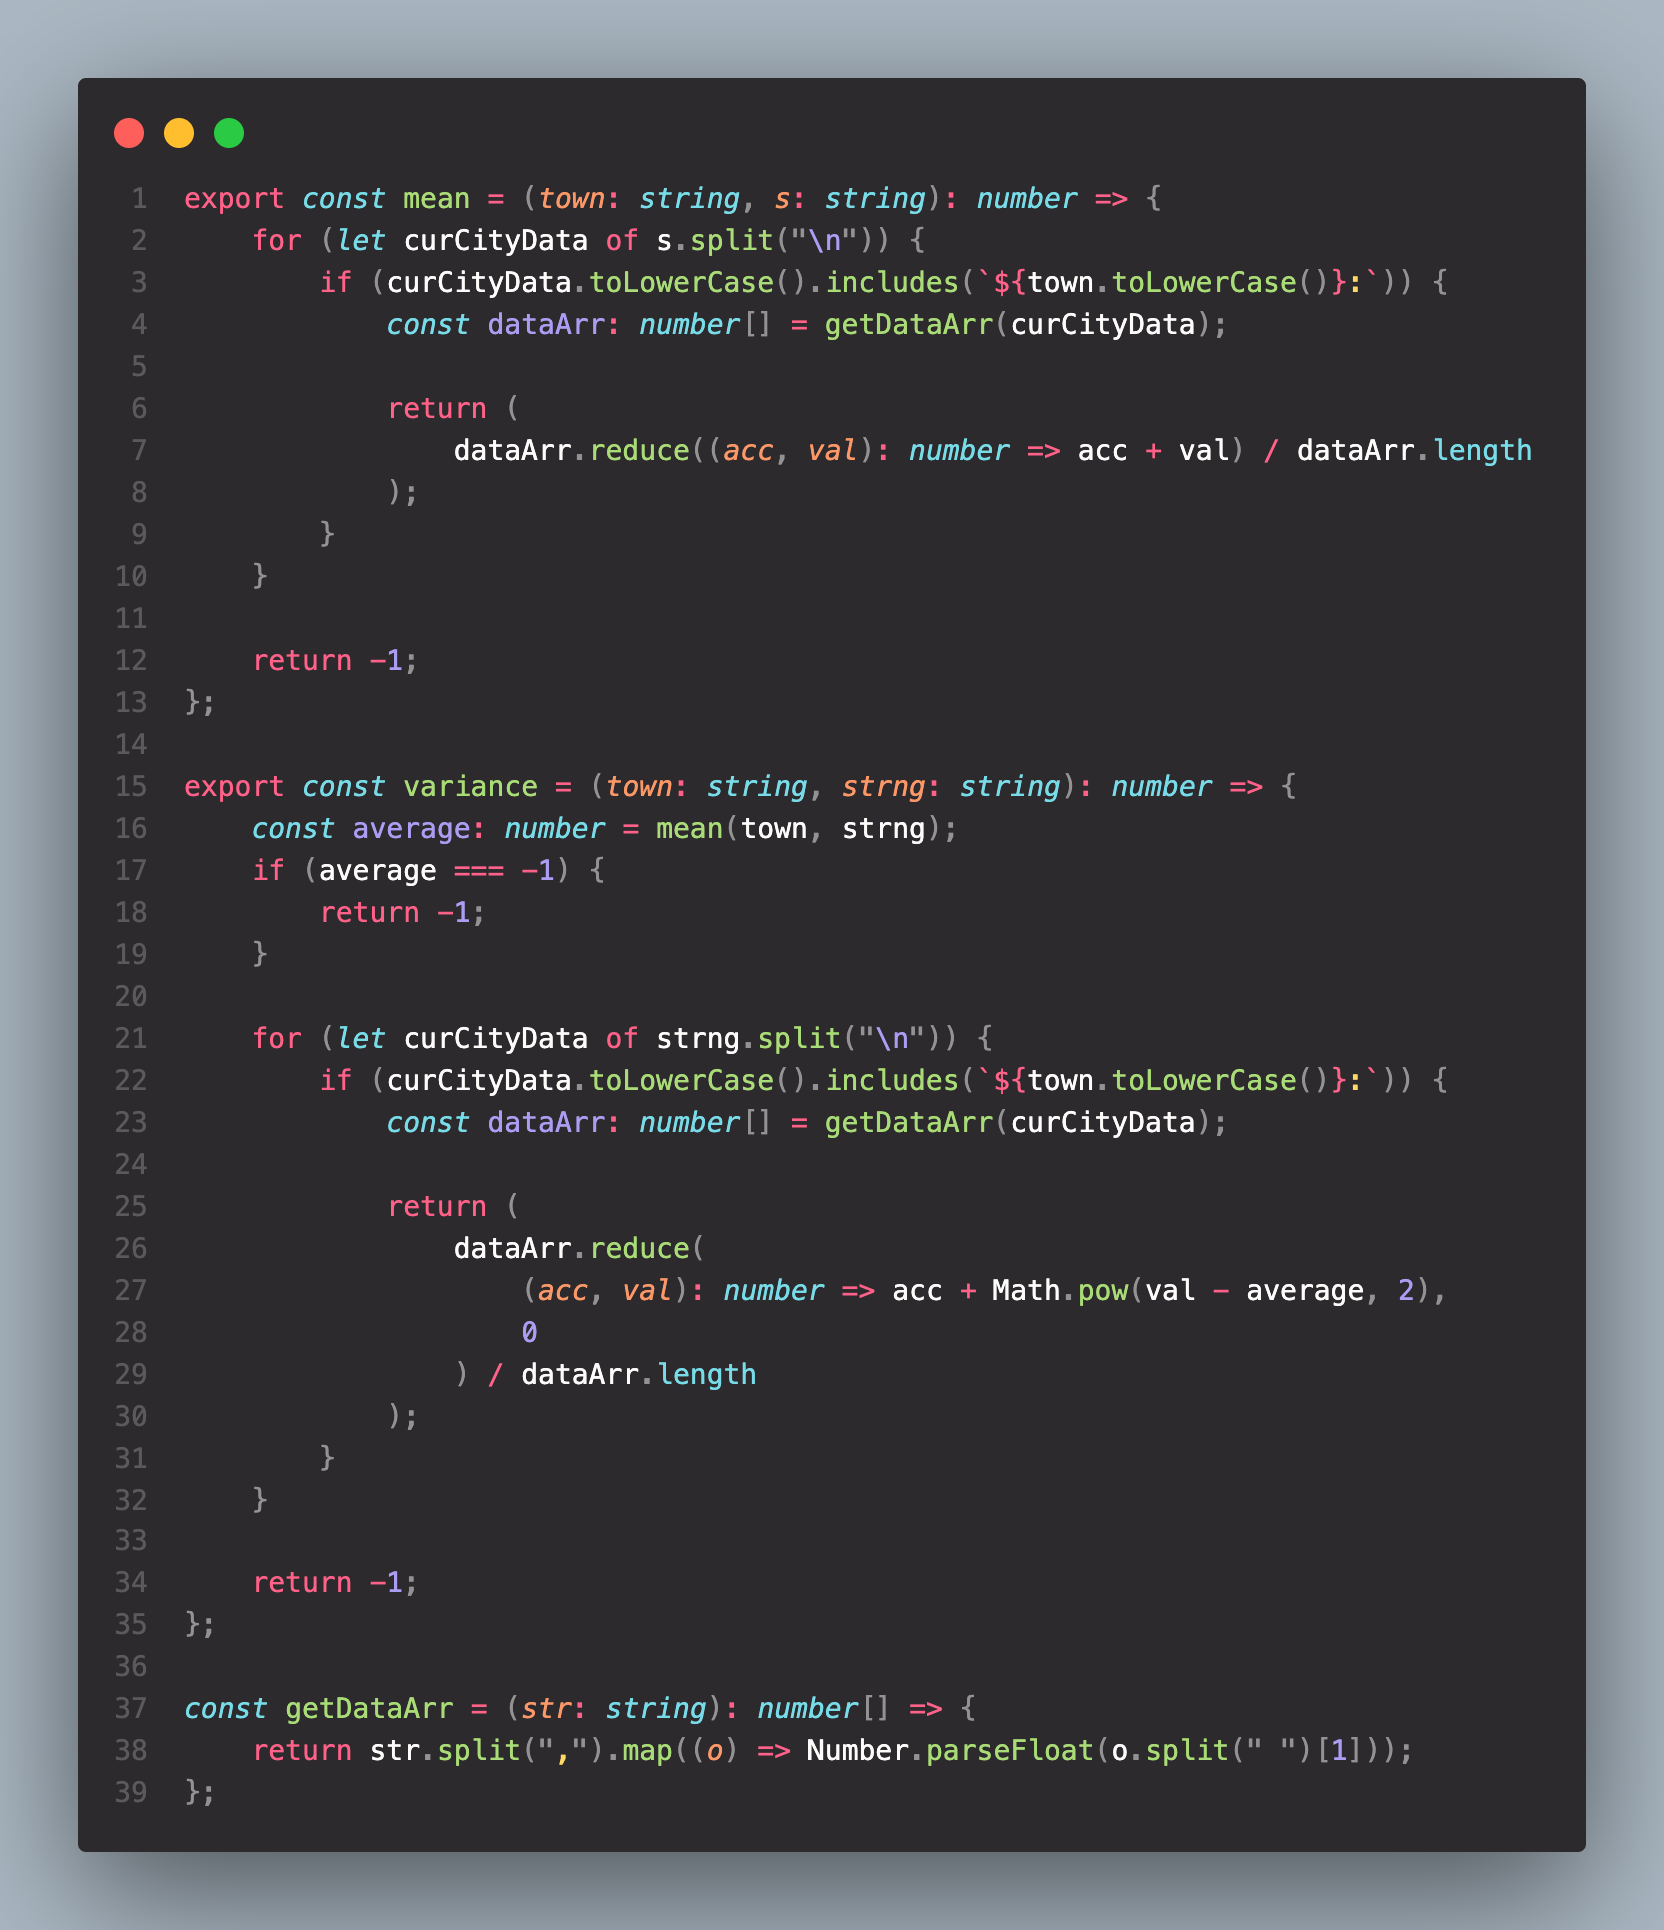 1 export const mean = (town: string, s: string): number => {
2     for (let curCityData of s.split("\n")) {
3         if (curCityData.toLowerCase().includes(`${town.toLowerCase()}:`)) {
4             const dataArr: number[] = getDataArr(curCityData);
5
6             return (
7                 dataArr.reduce((acc, val): number => acc + val) / dataArr.length
8             );
9         }
10     }
11
12     return -1;
13 };
14
15 export const variance = (town: string, strng: string): number => {
16     const average: number = mean(town, strng);
17     if (average === -1) {
18         return -1;
19     }
20
21     for (let curCityData of strng.split("\n")) {
22         if (curCityData.toLowerCase().includes(`${town.toLowerCase()}:`)) {
23             const dataArr: number[] = getDataArr(curCityData);
24
25             return (
26                 dataArr.reduce(
27                     (acc, val): number => acc + Math.pow(val - average, 2),
28                     0
29                 ) / dataArr.length
30             );
31         }
32     }
33
34     return -1;
35 };
36
37 const getDataArr = (str: string): number[] => {
38     return str.split(",").map((o) => Number.parseFloat(o.split(" ")[1]));
39 };